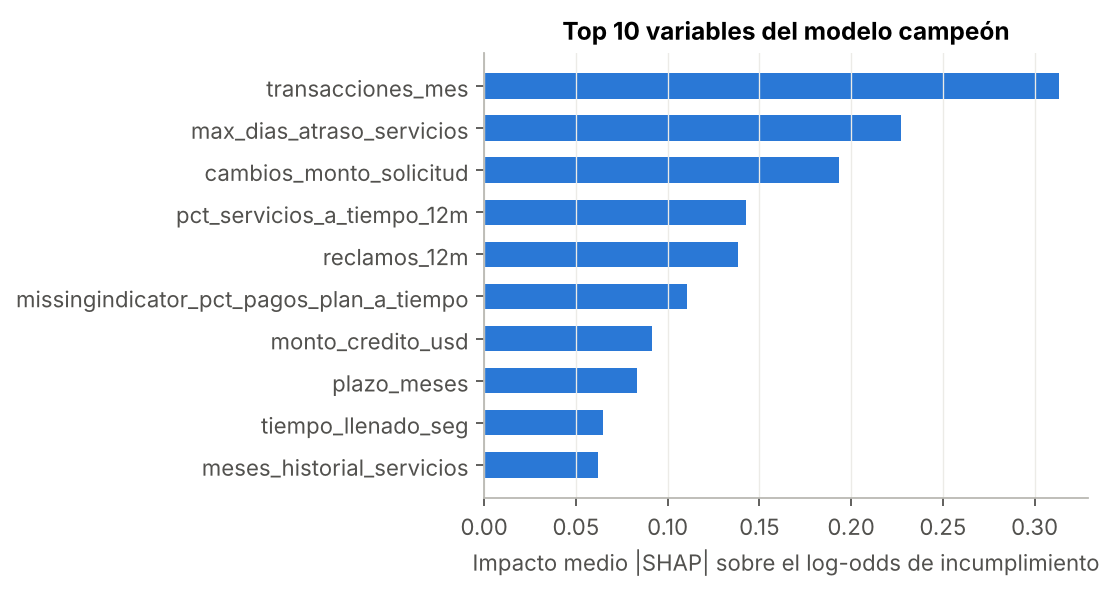 Top 10 variables del modelo campeón
transacciones_mes
max_dias_atraso_servicios
cambios_monto_solicitud
pct_servicios_a_tiempo_12m
reclamos_12m
missingindicator_pct_pagos_plan_a_tiempo
monto_credito_usd
plazo_meses
tiempo_llenado_seg
meses_historial_servicios
0.00 0.05 0.10 0.15 0.20 0.25 0.30
Impacto medio |SHAP| sobre el log-odds de incumplimiento